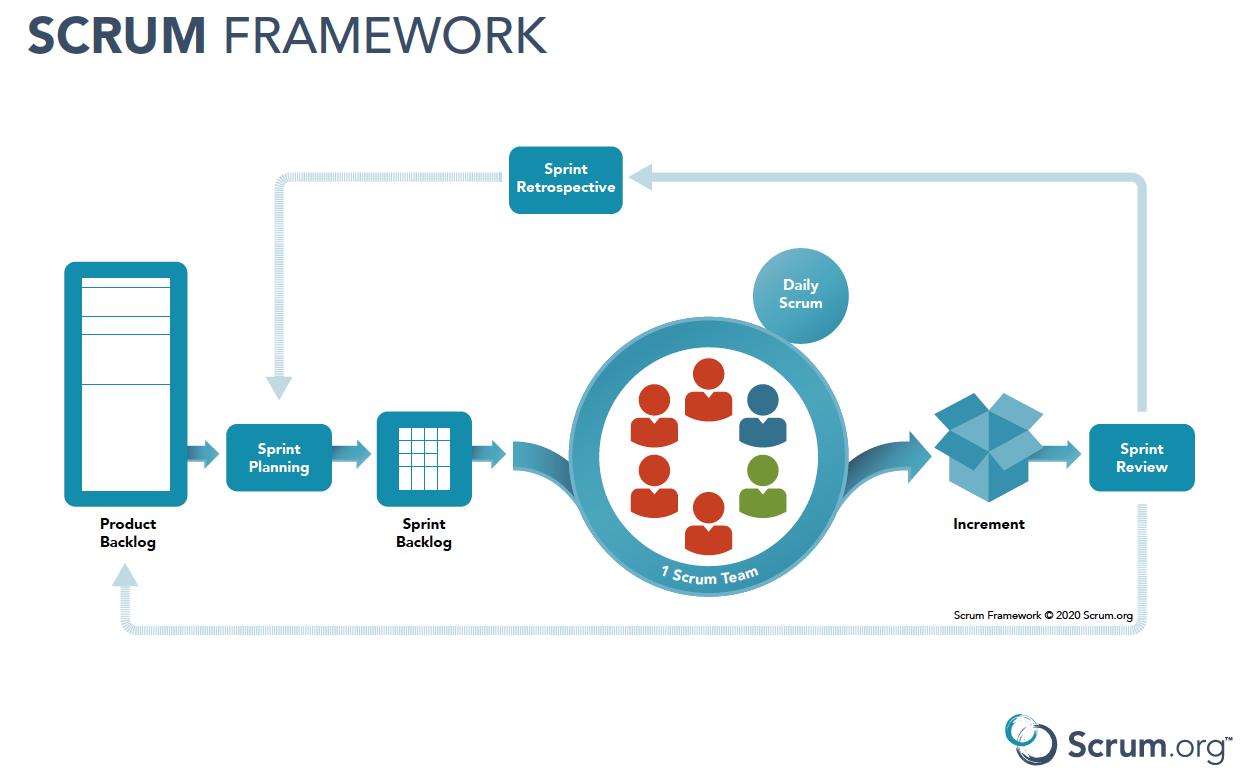 SCRUM FRAMEWORK
Sprint
Retrospective
Daily
Scrum
Sprint
Planning
Sprint
Review
Product
Backlog
Sprint
Backlog
1 Scrum Team
Increment
Scrum Framework © 2020 Scrum.org
Scrum.org™